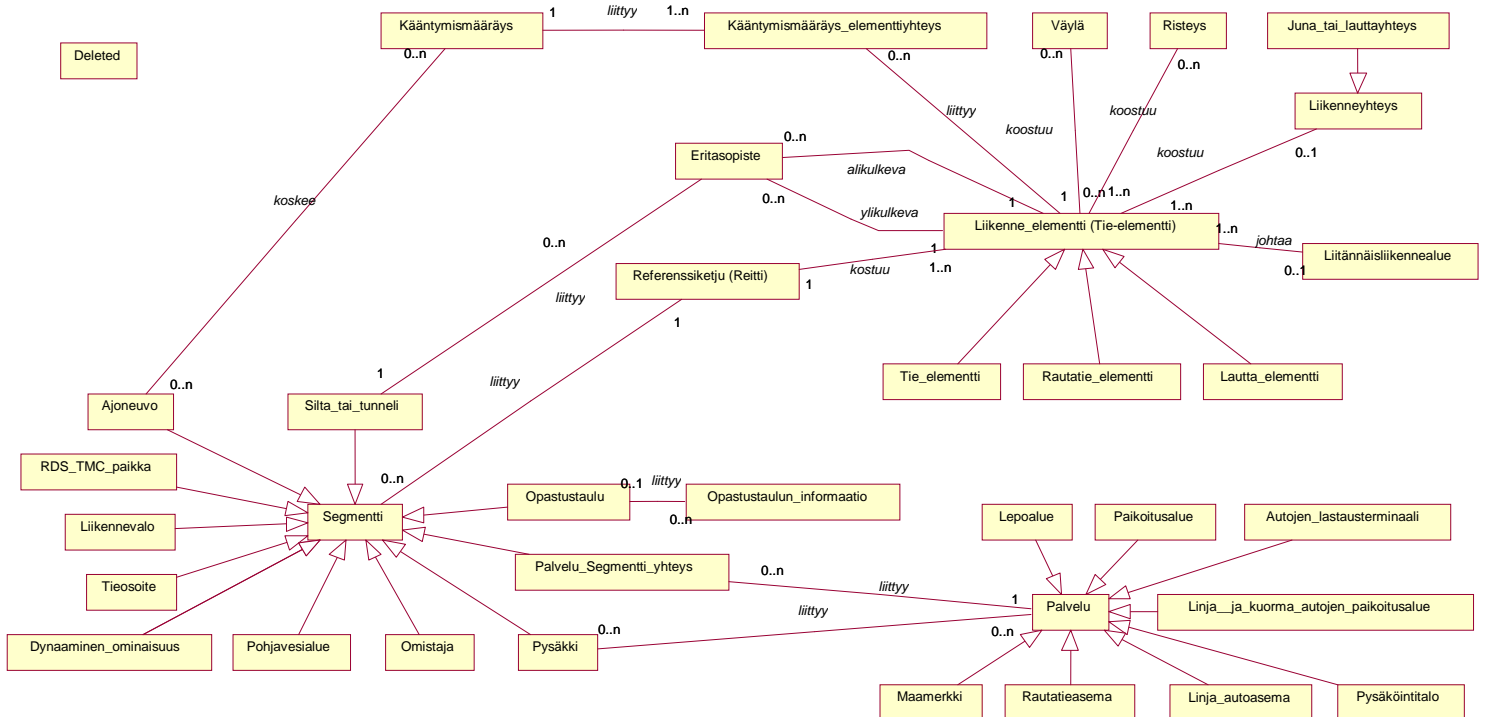 Kääntymismääräys
1
liittyy
1..n
Kääntymismääräys_elementtiyhteys
Väylä
Risteys
Juna_tai_lauttayhteys
Deleted
0..n
0..n
0..n
0..n
Liikenneyhteys
liittyy
koostuu
koostuu
koostuu
0..1
Eritasopiste
0..n
alikulkeva
0..n
ylikulkeva
koskee
1
1
0..n
1..n
1..n
1..n
Liikenne_elementti (Tie-elementti)
johtaa
0..1
Liitännäisliikennealue
0..n
1
1..n
kostuu
Referenssiketju (Reitti)
1
liittyy
1
liittyy
Tie_elementti
Rautatie_elementti
Lautta_elementti
0..n
Ajoneuvo
1
Silta_tai_tunneli
RDS_TMC_paikka
0..n
Segmentti
Opastustaulu
0..1
liittyy
0..n
Opastustaulun_informaatio
Liikennevalo
Lepoalue
Paikoitusalue
Autojen_lastausterminaali
Palvelu_Segmentti_yhteys
0..n
liittyy
1
Tieosoite
Palvelu
Linja__ja_kuorma_autojen_paikoitusalue
liittyy
0..n
0..n
Dynaaminen_ominaisuus
Pohjavesialue
Omistaja
Pysäkki
Maamerkki
Rautatieasema
Linja_autoasema
Pysäköintitalo